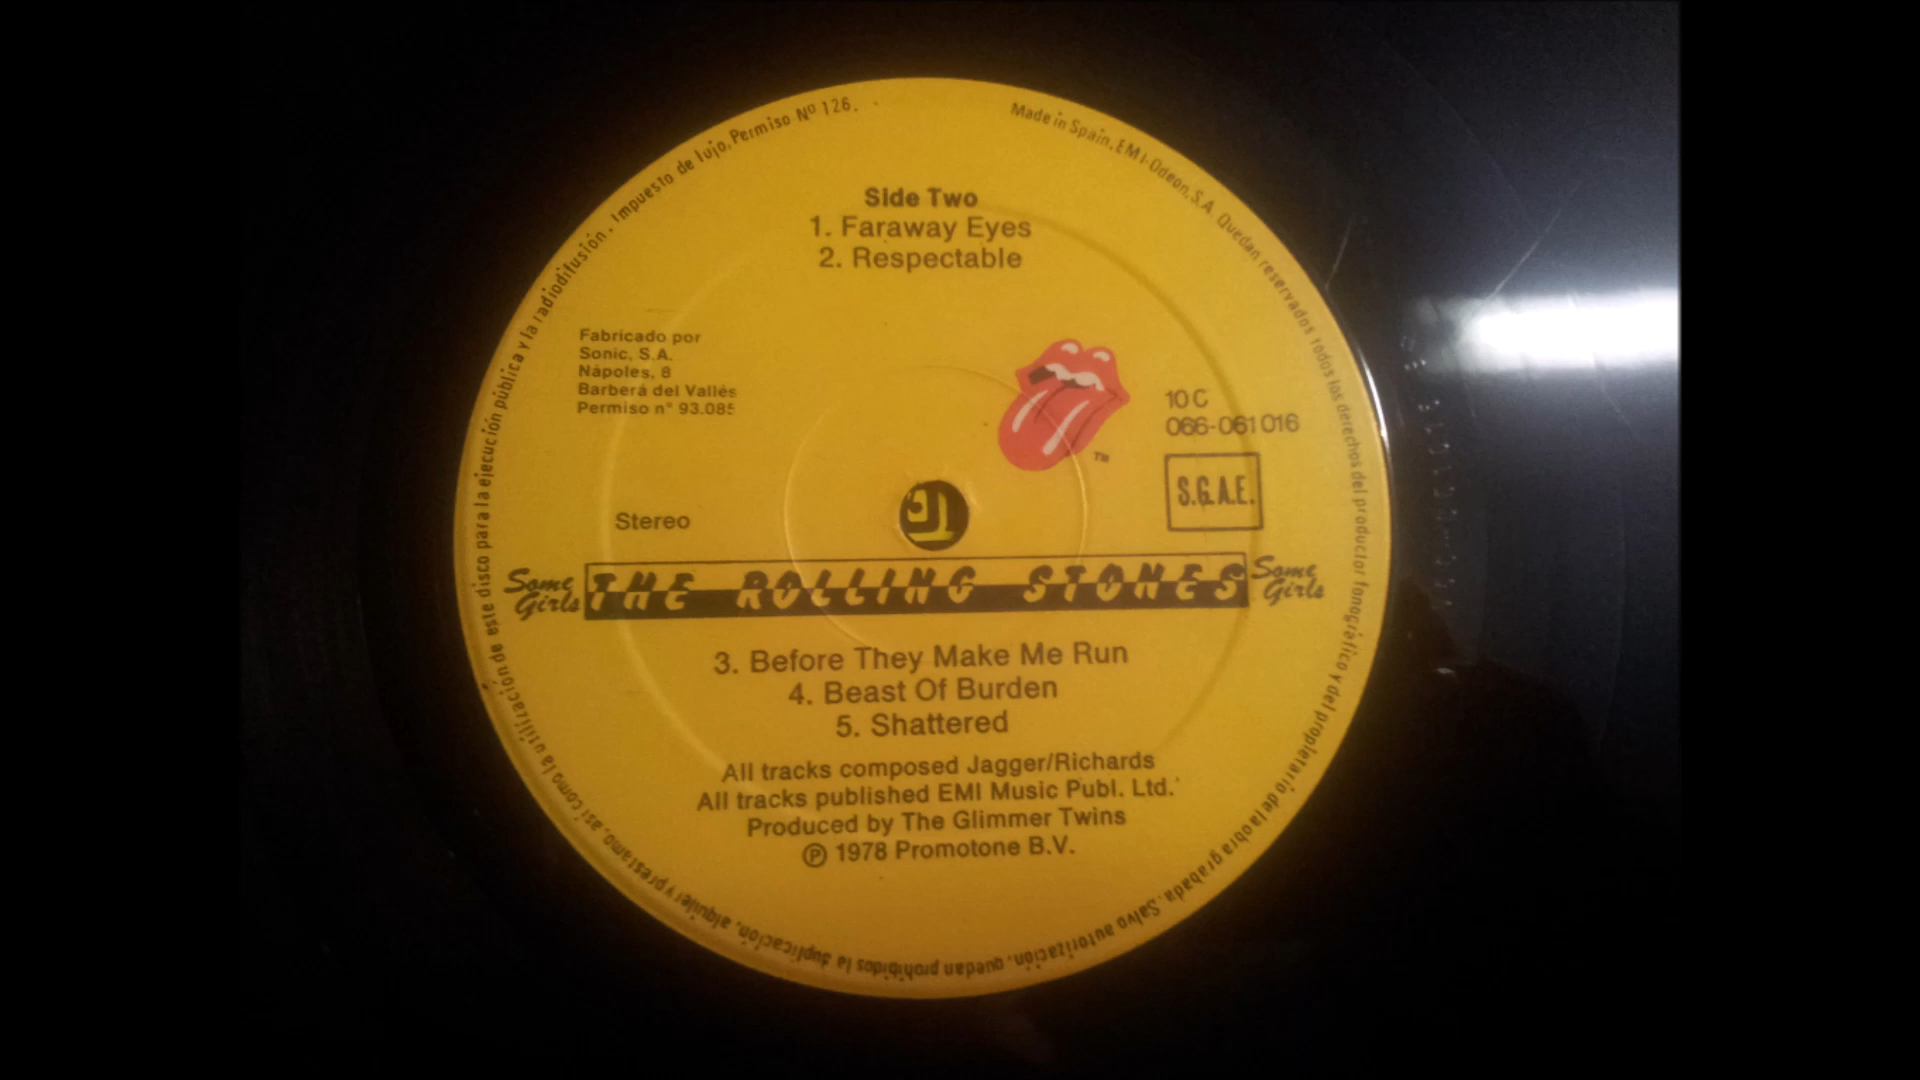 Made in Spain, EMI-Odeon, S.A. Quedan reservados todos los derechos del productor fonográfico y del propietario de la obra grabada. Salvo autorización, quedan prohibidos la duplicación, alquiler y préstamo, así como la utilización de este disco para la ejecución pública y la radiodifusión. Impuesto de lujo, Permiso Nº 126.
Side Two
1. Faraway Eyes
2. Respectable
Fabricado por
Sonic, S.A.
Nápoles, 8
Barberá del Vallés
Permiso n° 93.085
TM
10 C
066-061 016
S.G.A.E.
Stereo
Some Girls THE ROLLING STONES Some Girls
3. Before They Make Me Run
4. Beast Of Burden
5. Shattered
All tracks composed Jagger/Richards
All tracks published EMI Music Publ. Ltd.
Produced by The Glimmer Twins
℗ 1978 Promotone B.V.